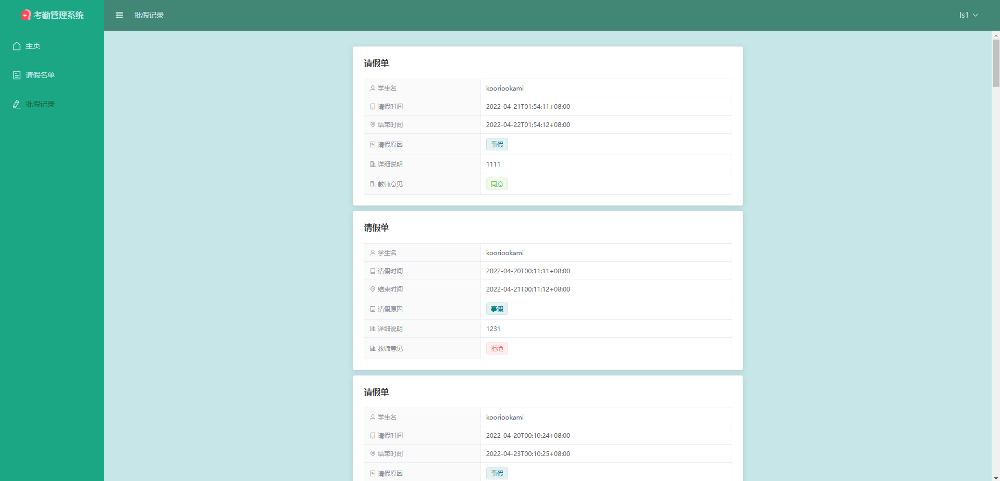 考勤管理系统
批假记录
ls1
主页
请假名单
批假记录
请假单
学生名 kooriookami
请假时间 2022-04-21T01:54:11+08:00
结束时间 2022-04-22T01:54:12+08:00
请假原因 事假
详细说明 1111
教师意见 同意
请假单
学生名 kooriookami
请假时间 2022-04-20T00:11:11+08:00
结束时间 2022-04-21T00:11:12+08:00
请假原因 事假
详细说明 1231
教师意见 拒绝
请假单
学生名 kooriookami
请假时间 2022-04-20T00:10:24+08:00
结束时间 2022-04-23T00:10:25+08:00
请假原因 事假